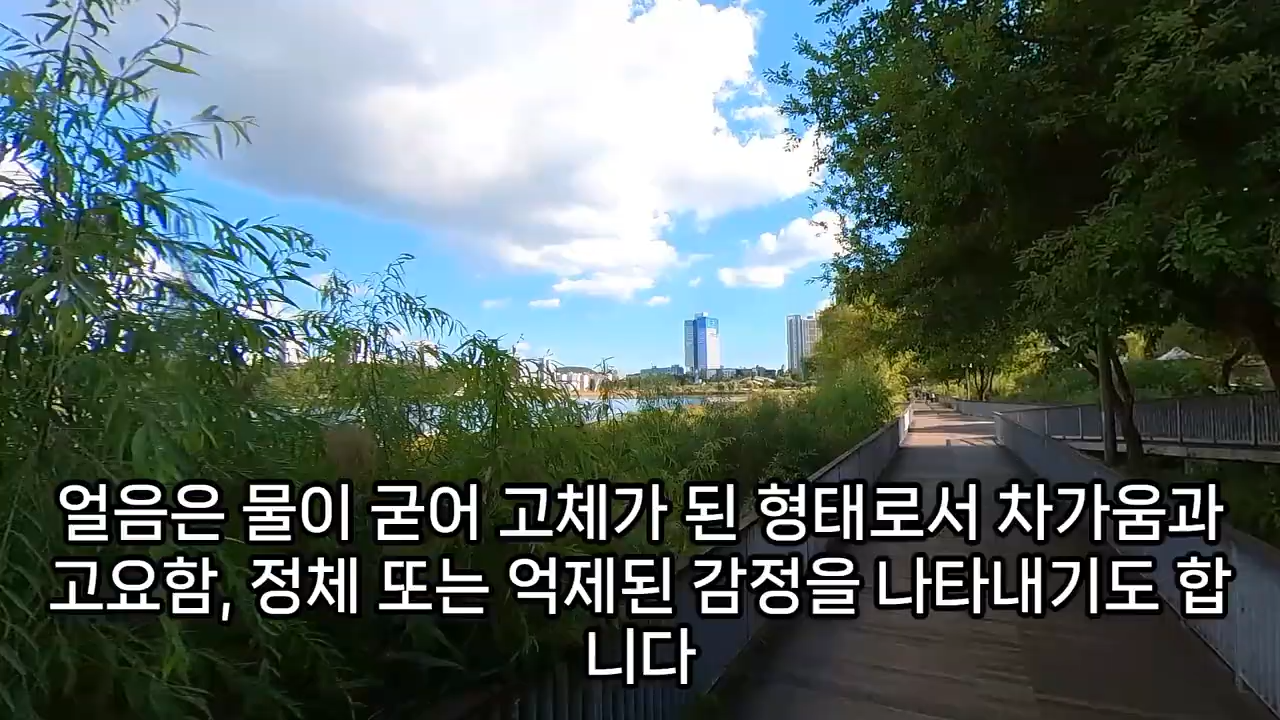 얼음은 물이 굳어 고체가 된 형태로서 차가움과
고요함, 정체 또는 억제된 감정을 나타내기도 합
니다